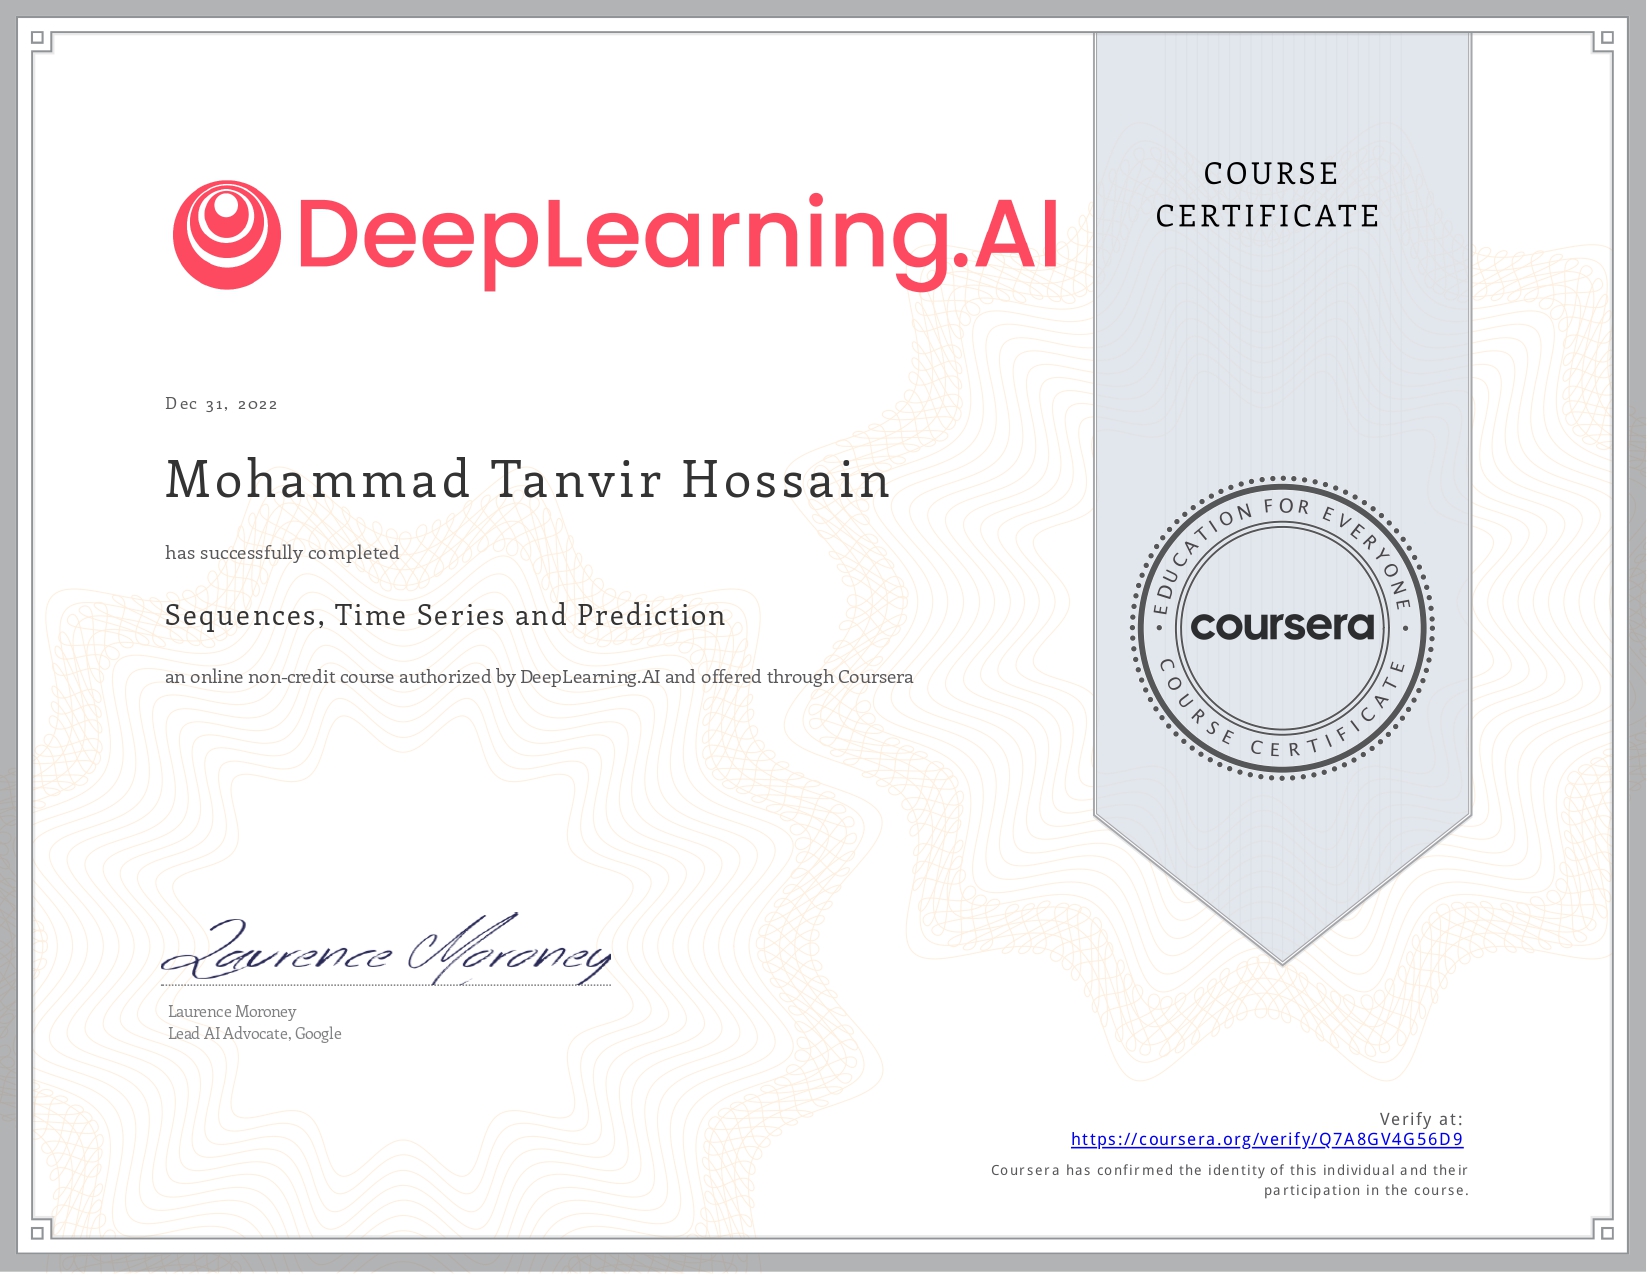 DeepLearning.AI
COURSE
CERTIFICATE
Dec 31, 2022
Mohammad Tanvir Hossain
has successfully completed
Sequences, Time Series and Prediction
an online non-credit course authorized by DeepLearning.AI and offered through Coursera
EDUCATION FOR EVERYONE
coursera
COURSE CERTIFICATE
Laurence Moroney
Laurence Moroney
Lead AI Advocate, Google
Verify at:
https://coursera.org/verify/Q7A8GV4G56D9
Coursera has confirmed the identity of this individual and their
participation in the course.